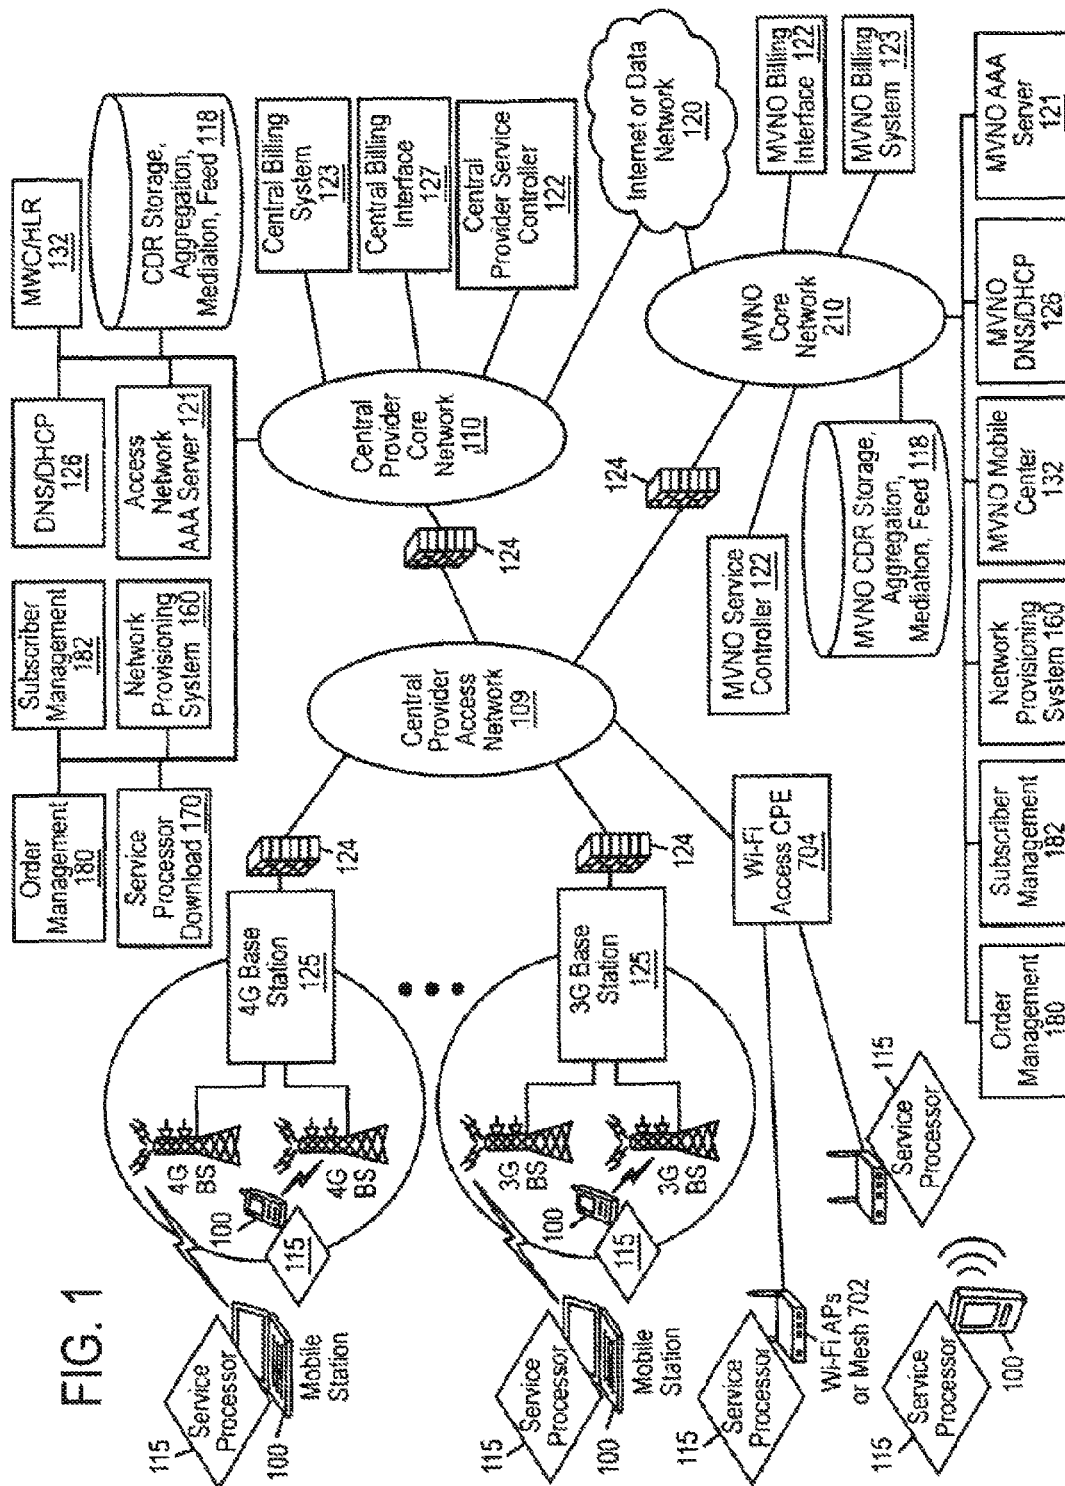 FIG. 1
Order
Management
180
Subscriber
Management
182
DNS/DHCP
126
MWC/HLR
132
Service
Processor
Download 170
Network
Provisioning
System 160
Access
Network
AAA Server 121
CDR Storage,
Aggregation,
Mediation, Feed 118
Service
Processor
115
100
Mobile
Station
4G
BS
4G
BS
100
115
4G Base
Station
125
124
Central
Provider
Access
Network
109
124
Central
Provider
Core
Network
110
Central Billing
System
123
Central Billing
Interface
127
Central
Provider Service
Controller
122
Service
Processor
115
100
Mobile
Station
3G
BS
3G
BS
100
115
3G Base
Station
125
124
124
Internet or Data
Network
120
Service
Processor
115
Wi-Fi APs
or Mesh 702
Wi-Fi
Access CPE
704
MVNO Service
Controller 122
MVNO
Core
Network
210
MVNO Billing
Interface 122
MVNO Billing
System 123
Service
Processor
115
100
Service
Processor
115
MVNO CDR Storage,
Aggregation,
Mediation, Feed 118
Order
Management
180
Subscriber
Management
182
Network
Provisioning
System 160
MVNO Mobile
Center
132
MVNO
DNS/DHCP
126
MVNO AAA
Server
121